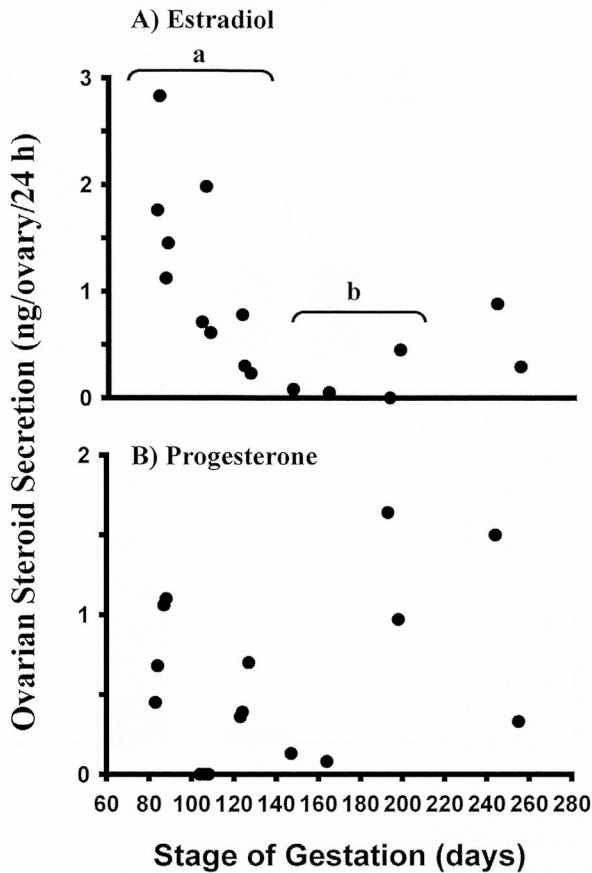 A) Estradiol
a
3
2
1
b
0
Ovarian Steroid Secretion (ng/ovary/24 h)
B) Progesterone
2
1
0
60 80 100 120 140 160 180 200 220 240 260 280
Stage of Gestation (days)